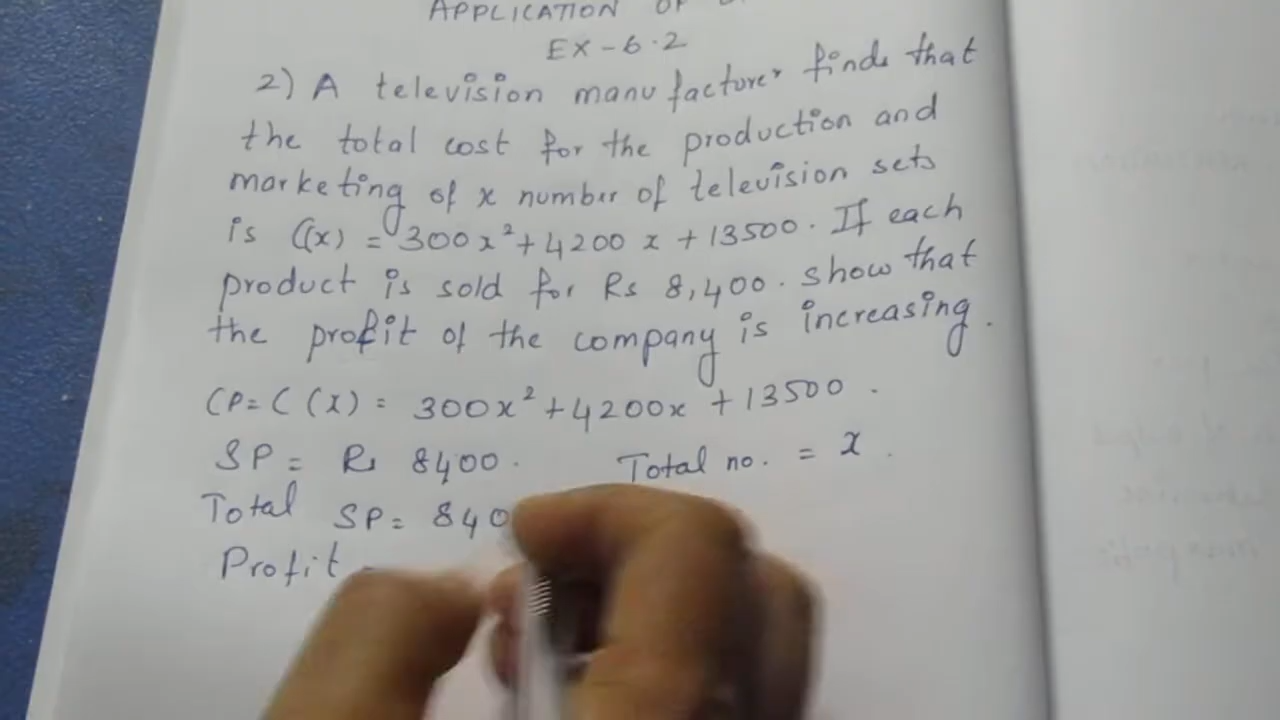 APPLICATION OF
EX-6.2
2) A television manufacturer finds that
the total cost for the production and
marketing of x number of television sets
is C(x) = 300x²+4200x+13500. If each
product is sold for Rs 8,400. show that
the profit of the company is increasing.
CP= C(x) = 300x²+4200x+13500.
SP= Rs 8400. Total no. = x.
Total SP= 840
Profit =